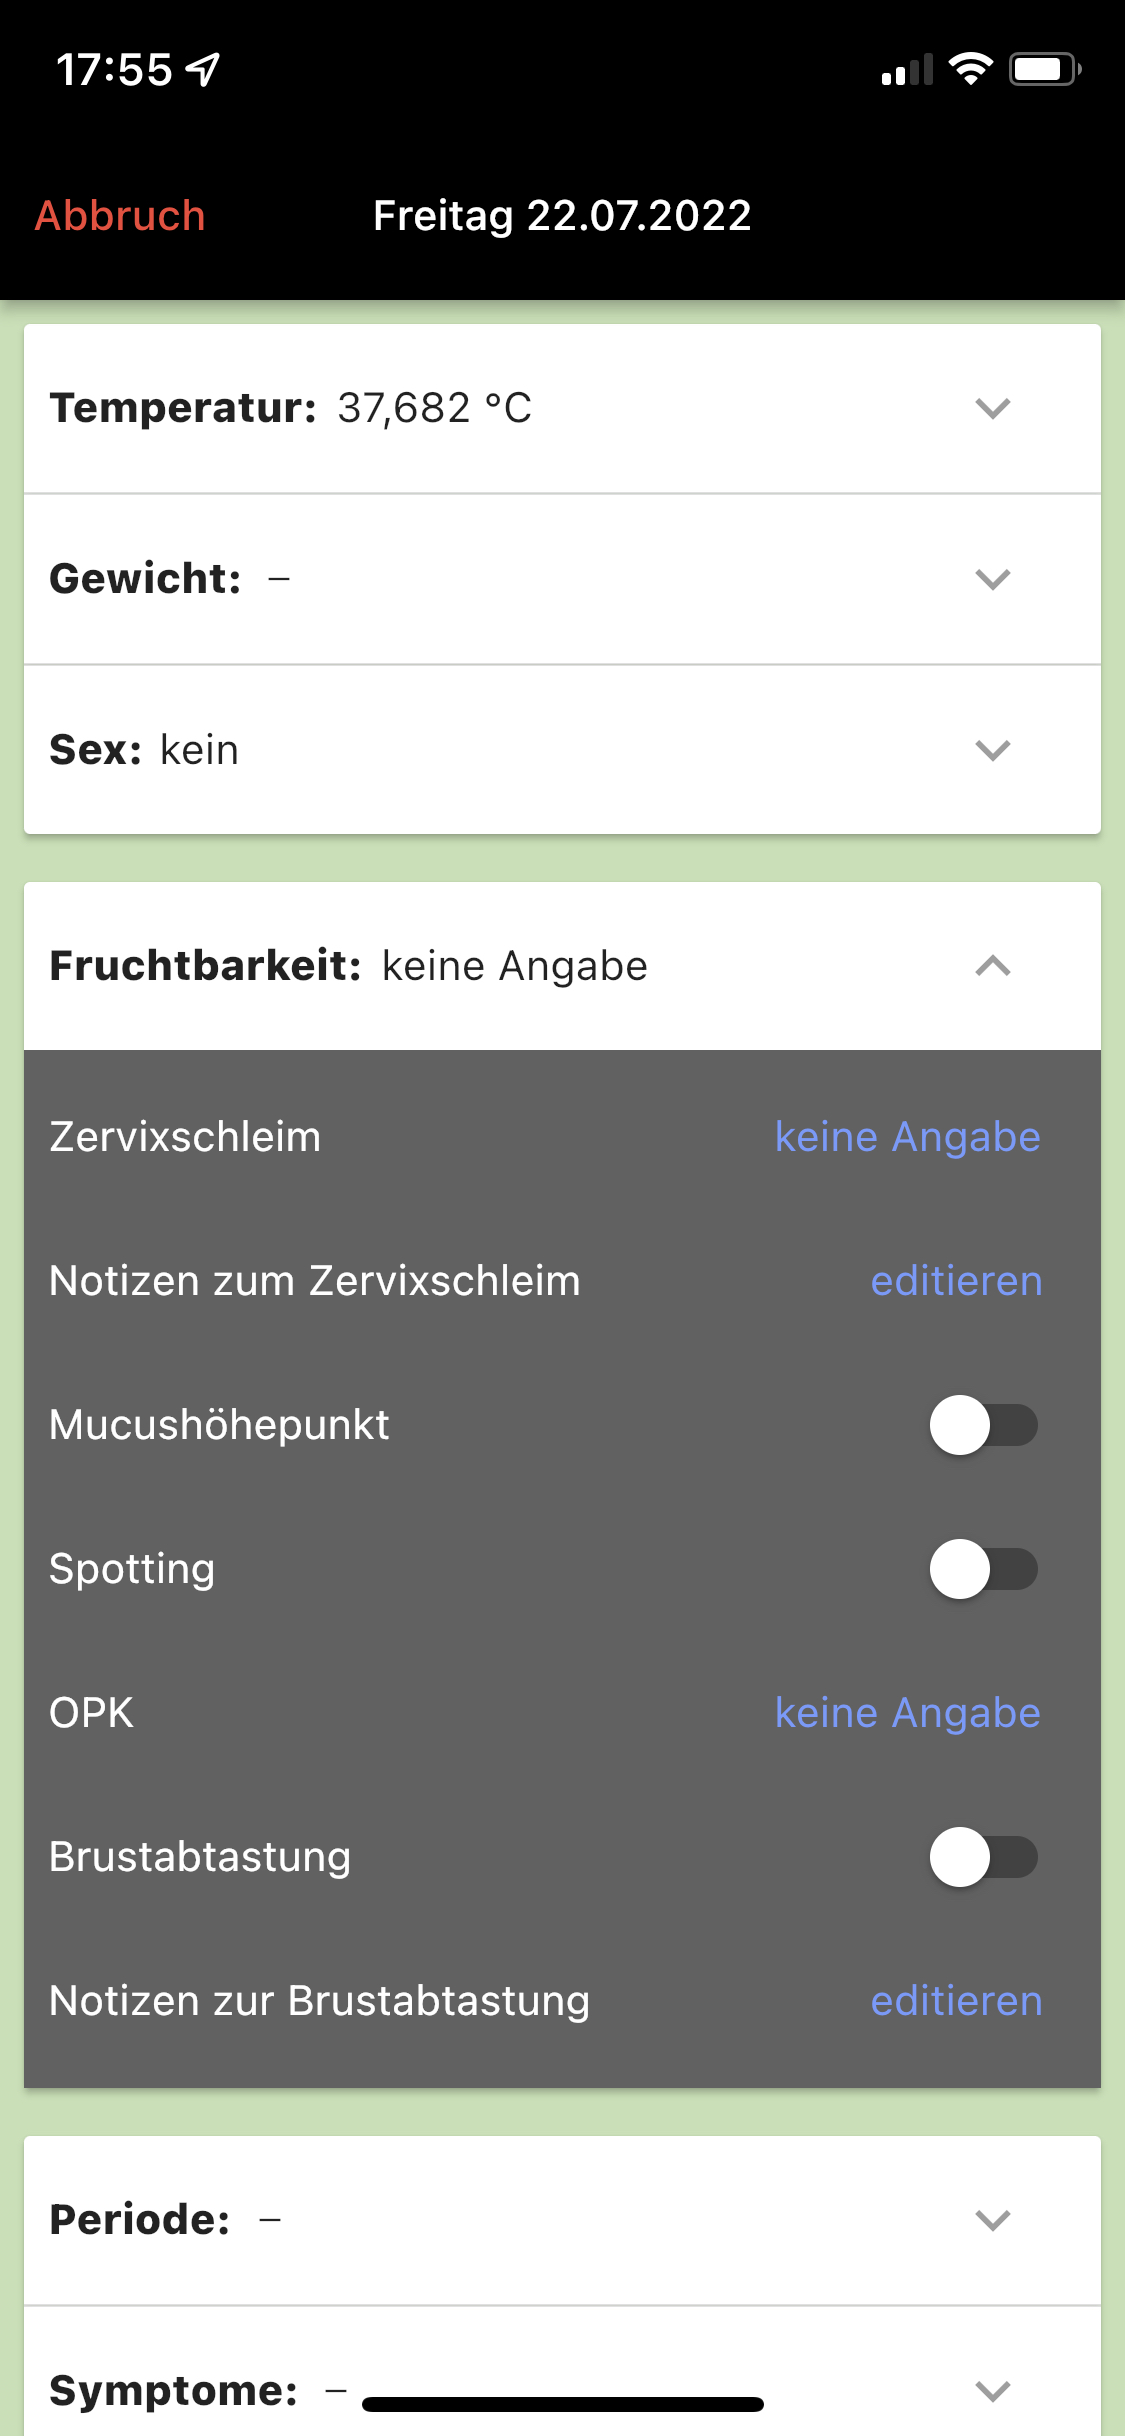 17:55
Abbruch
Freitag 22.07.2022
Temperatur: 37,682 °C
Gewicht: –
Sex: kein
Fruchtbarkeit: keine Angabe
Zervixschleim keine Angabe
Notizen zum Zervixschleim editieren
Mucushöhepunkt
Spotting
OPK keine Angabe
Brustabtastung
Notizen zur Brustabtastung editieren
Periode: –
Symptome: –